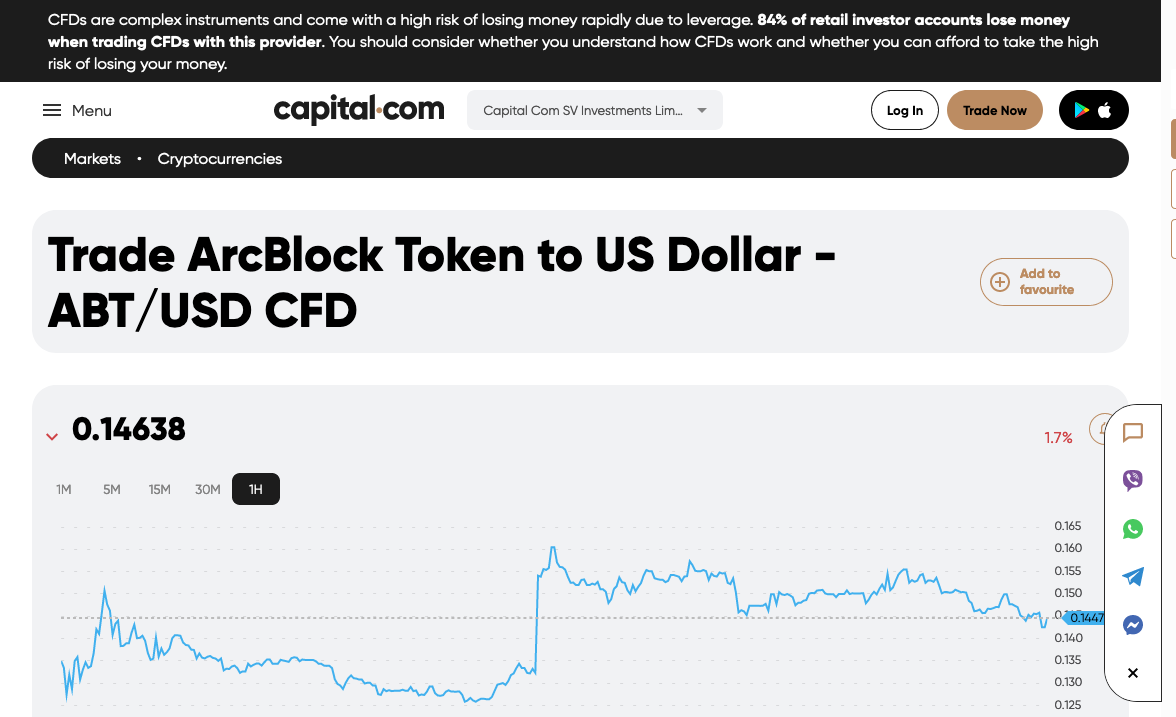 CFDs are complex instruments and come with a high risk of losing money rapidly due to leverage. 84% of retail investor accounts lose money
when trading CFDs with this provider. You should consider whether you understand how CFDs work and whether you can afford to take the high
risk of losing your money.
Menu
capital.com
Capital Com SV Investments Lim...
Log In
Trade Now
Markets • Cryptocurrencies
Trade ArcBlock Token to US Dollar -
ABT/USD CFD
Add to
favourite
0.14638
1.7%
1M 5M 15M 30M 1H
0.165
0.160
0.155
0.150
0.1447
0.140
0.135
0.130
0.125